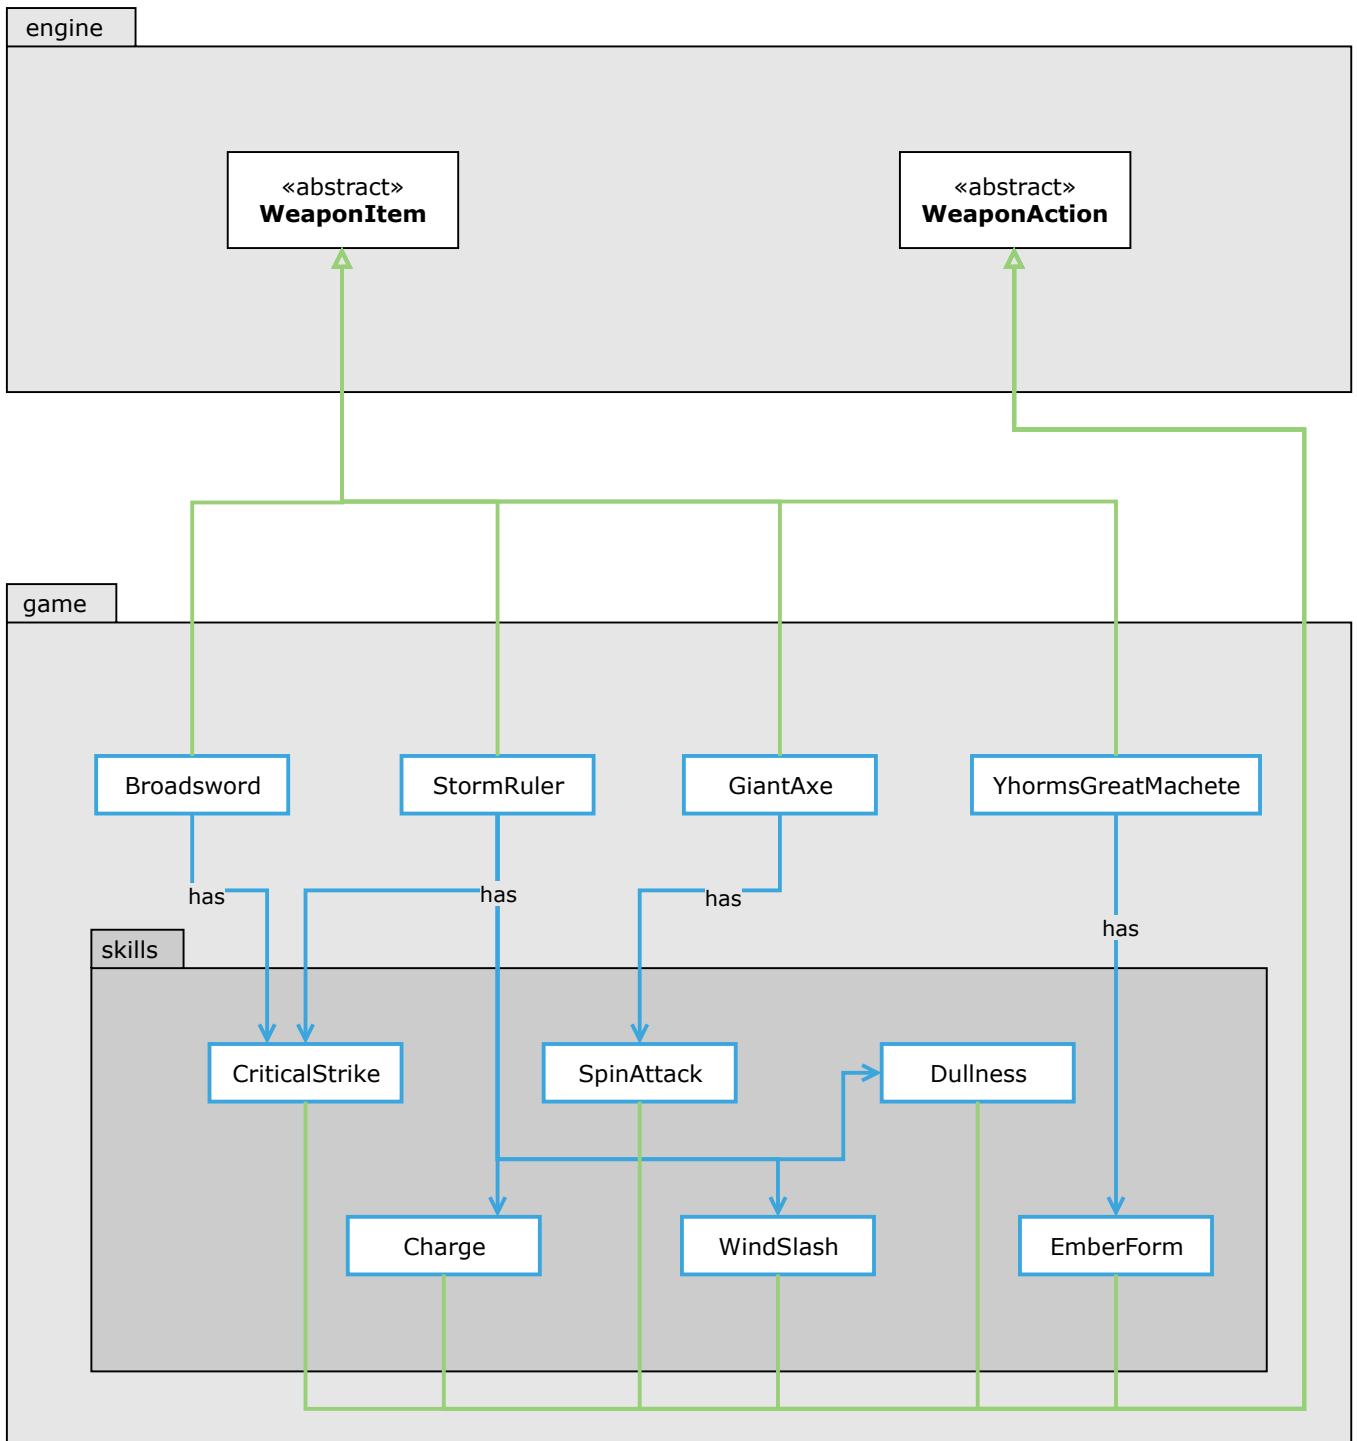 engine
«abstract»
WeaponItem
«abstract»
WeaponAction
game
Broadsword
StormRuler
GiantAxe
YhormsGreatMachete
has
has
has
has
skills
CriticalStrike
SpinAttack
Dullness
Charge
WindSlash
EmberForm